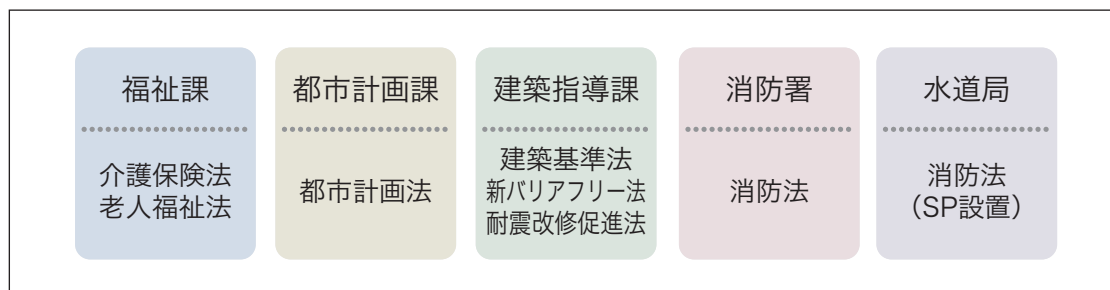 福祉課
介護保険法
老人福祉法
都市計画課
都市計画法
建築指導課
建築基準法
新バリアフリー法
耐震改修促進法
消防署
消防法
水道局
消防法
（SP設置）